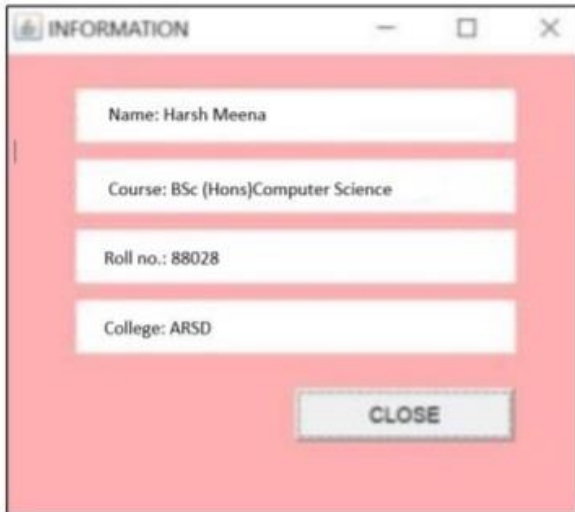 INFORMATION
Name: Harsh Meena
Course: BSc (Hons)Computer Science
Roll no.: 88028
College: ARSD
CLOSE